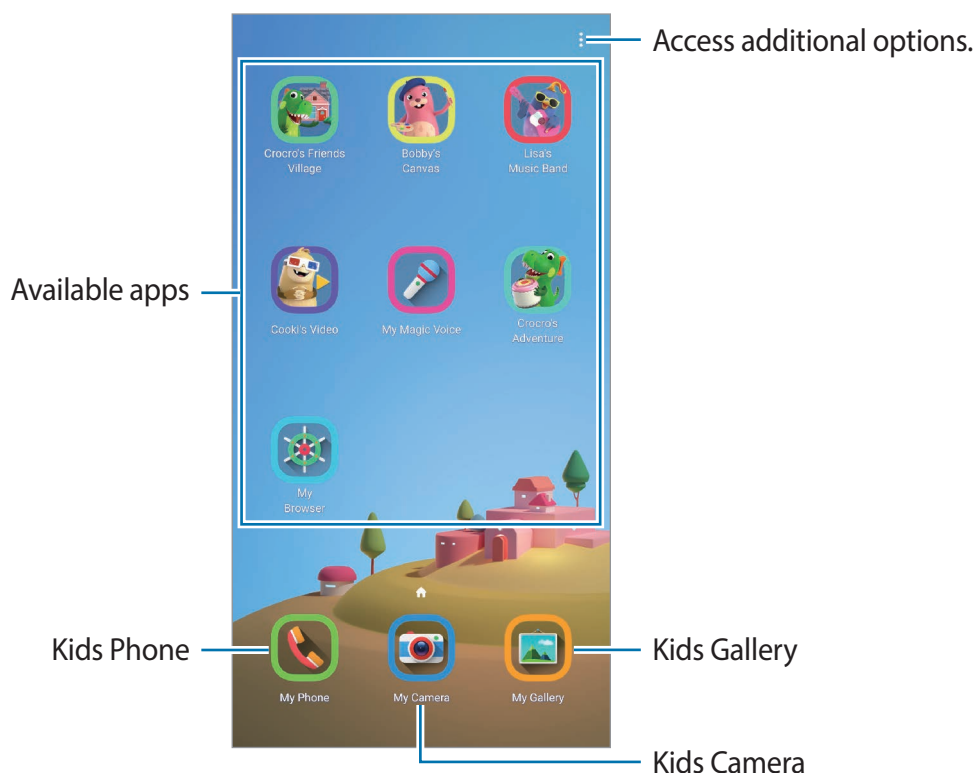 Access additional options.
Crocro's Friends
Village
Bobby's
Canvas
Lisa's
Music Band
Available apps
Cooki's Video
My Magic Voice
Crocro's
Adventure
My
Browser
Kids Phone
Kids Gallery
My Phone
My Camera
My Gallery
Kids Camera